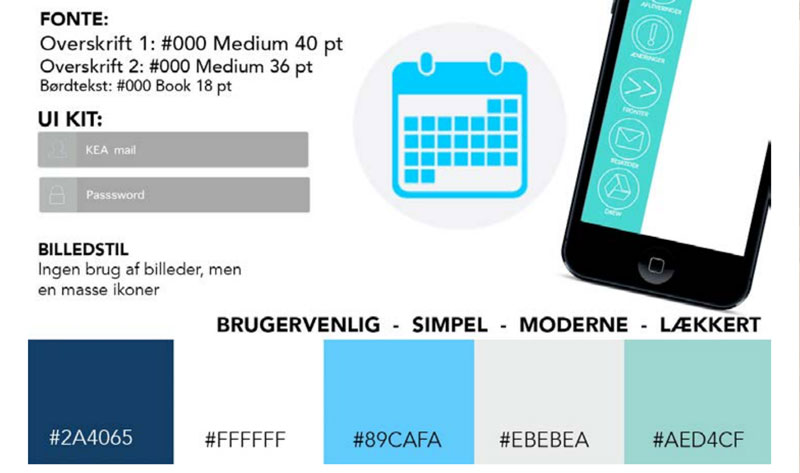 FONTE:
Overskrift 1: #000 Medium 40 pt
Overskrift 2: #000 Medium 36 pt
Børdtekst: #000 Book 18 pt
UI KIT:
KEA mail
Passsword
BILLEDSTIL
Ingen brug af billeder, men
en masse ikoner
AFLEVERINGER
ÆNDRINGER
FRONTER
BESKEDER
DREW
BRUGERVENLIG - SIMPEL - MODERNE - LÆKKERT
#2A4065
#FFFFFF
#89CAFA
#EBEBEA
#AED4CF